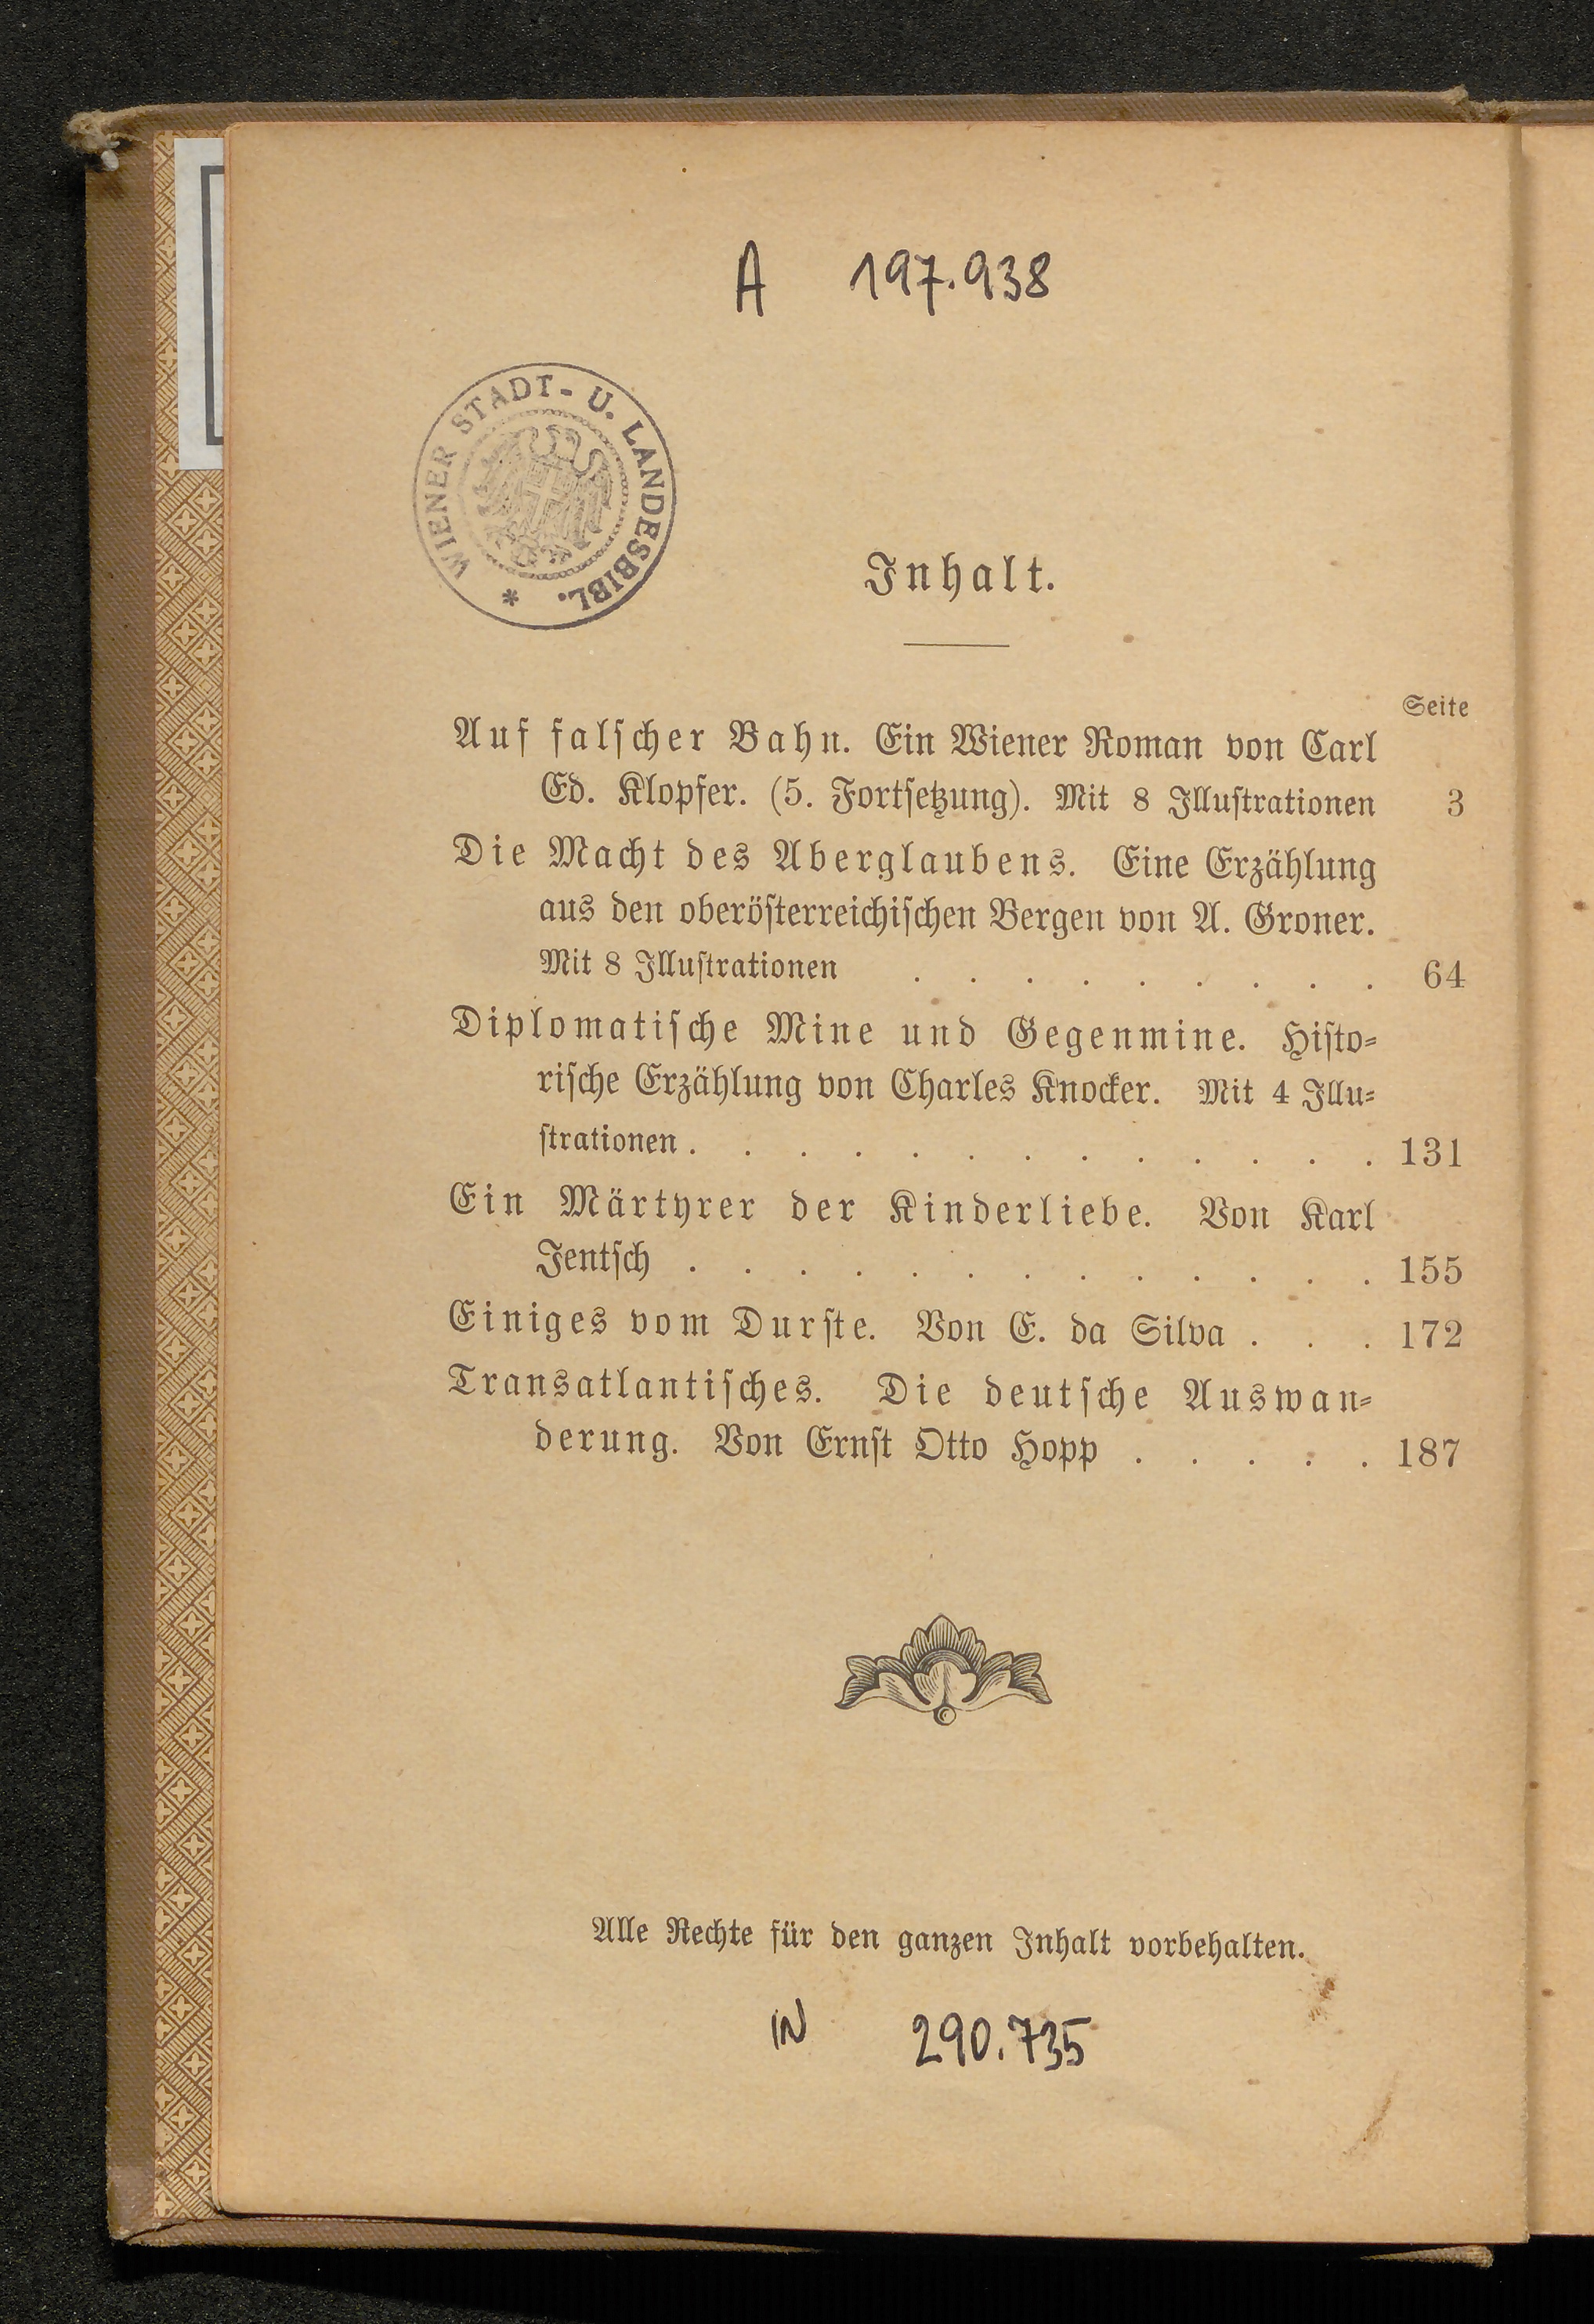 A 197.938
WIENER STADT- U. LANDESBIBL. *
Inhalt.
Seite
Auf falscher Bahn. Ein Wiener Roman von Carl
Ed. Klopfer. (5. Fortsetzung). Mit 8 Illustrationen 3
Die Macht des Aberglaubens. Eine Erzählung
aus den oberösterreichischen Bergen von A. Groner.
Mit 8 Illustrationen . . . . . . . . . 64
Diplomatische Mine und Gegenmine. Histo-
rische Erzählung von Charles Knocker. Mit 4 Illu-
strationen . . . . . . . . . . . . . 131
Ein Märtyrer der Kinderliebe. Von Karl
Jentsch . . . . . . . . . . . . . 155
Einiges vom Durste. Von E. da Silva . . . 172
Transatlantisches. Die deutsche Auswan-
derung. Von Ernst Otto Hopp . . . . . 187
Alle Rechte für den ganzen Inhalt vorbehalten.
IN 290.735